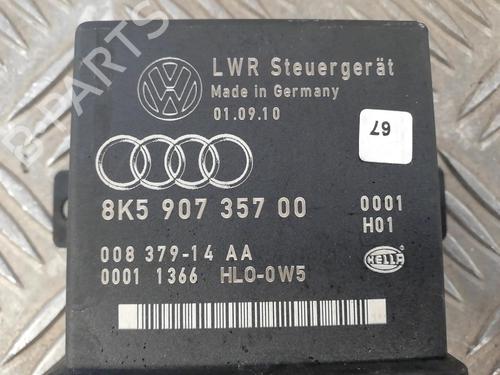 LWR Steuergerät
Made in Germany
01.09.10
67
8K5 907 357 00
0001
H01
008 379-14 AA
0001 1366 HLO-0W5
HELLA
B-PARTS